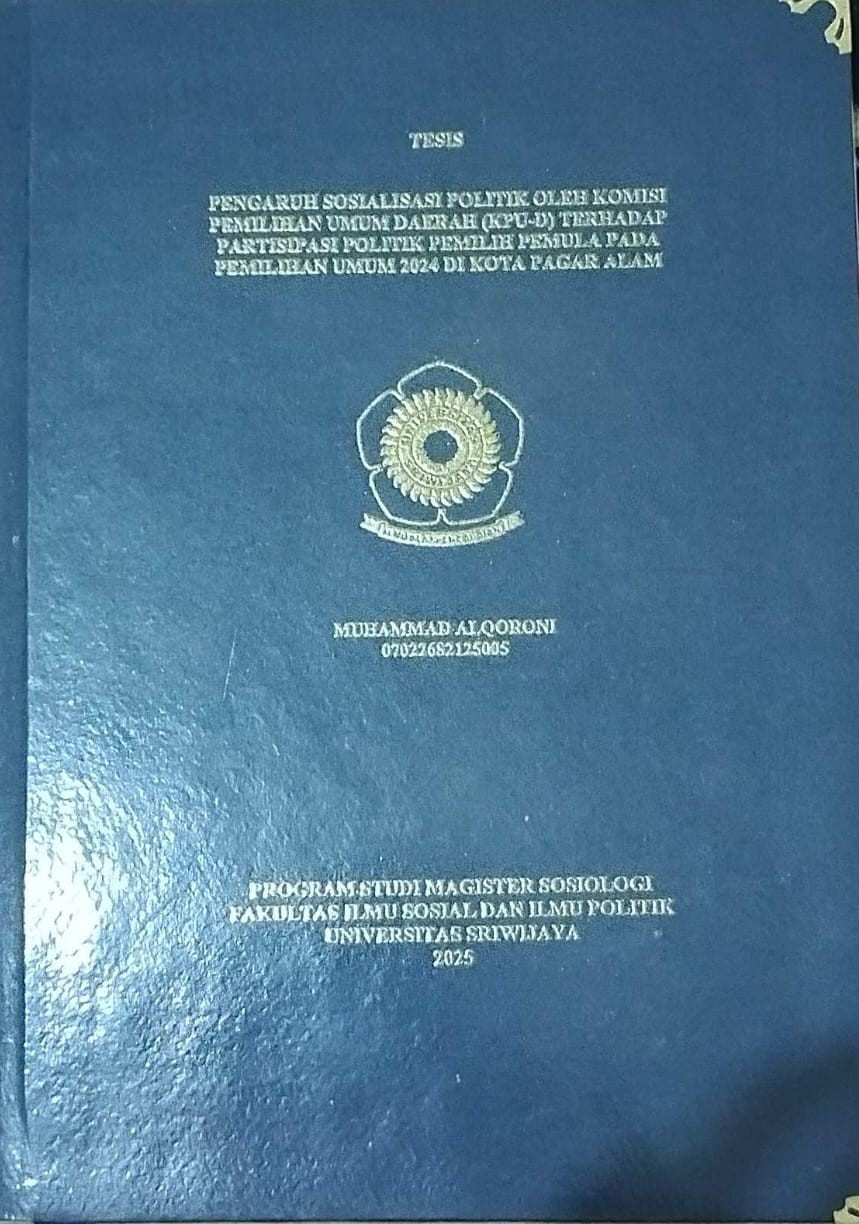 TESIS
PENGARUH SOSIALISASI POLITIK OLEH KOMISI
PEMILIHAN UMUM DAERAH (KPU-D) TERHADAP
PARTISIPASI POLITIK PEMILIH PEMULA PADA
PEMILIHAN UMUM 2024 DI KOTA PAGAR ALAM
UNIVERSITAS
SRIWIJAYA
MUHAMMAD ALQORONI
07022682125005
PROGRAM STUDI MAGISTER SOSIOLOGI
FAKULTAS ILMU SOSIAL DAN ILMU POLITIK
UNIVERSITAS SRIWIJAYA
2025